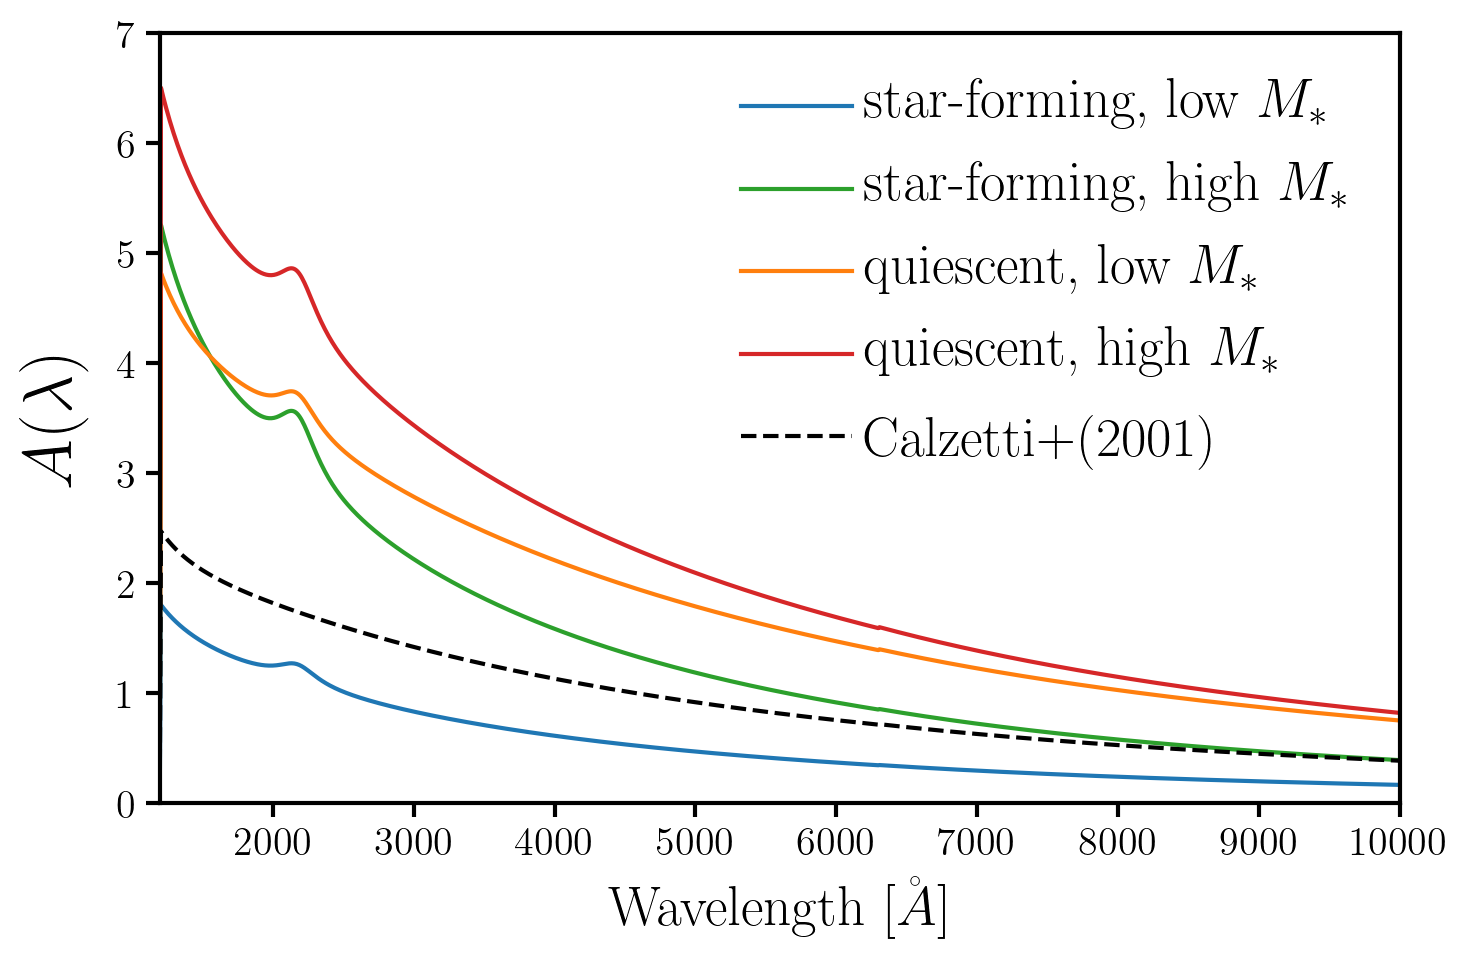 7
6
5
4
3
2
1
0
A(λ)
star-forming, low M*
star-forming, high M*
quiescent, low M*
quiescent, high M*
Calzetti+(2001)
2000 3000 4000 5000 6000 7000 8000 9000 10000
Wavelength [Å]